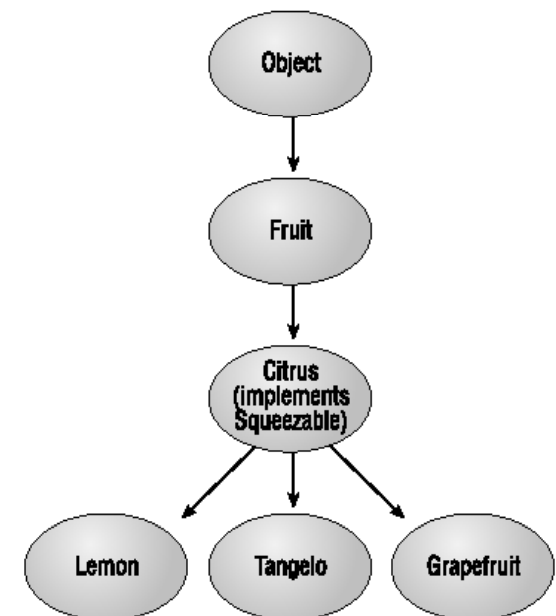 Object
Fruit
Citrus
(implements
Squeezable)
Lemon
Tangelo
Grapefruit